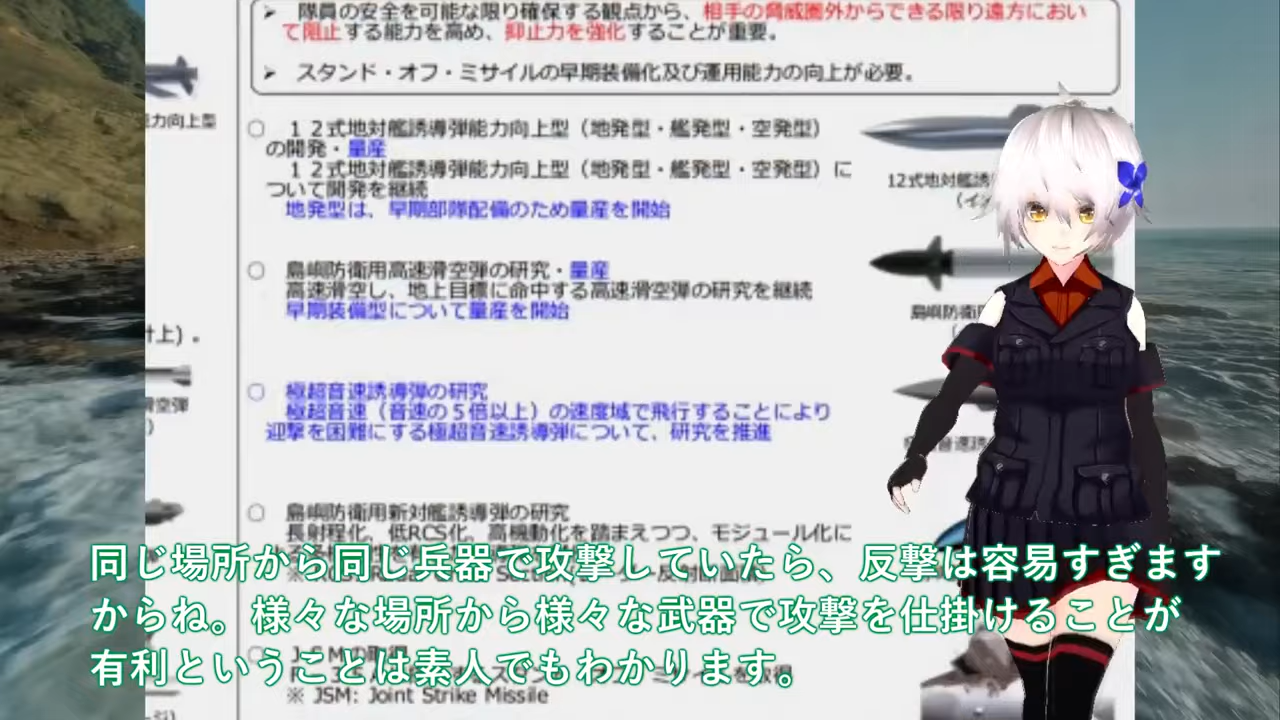 ➢ 隊員の安全を可能な限り確保する観点から、相手の脅威圏外からできる限り遠方におい
て阻止する能力を高め、抑止力を強化することが重要。
➢ スタンド・オフ・ミサイルの早期装備化及び運用能力の向上が必要。
力向上型
○ １２式地対艦誘導弾能力向上型（地発型・艦発型・空発型）
の開発・量産
１２式地対艦誘導弾能力向上型（地発型・艦発型・空発型）に
ついて開発を継続
地発型は、早期部隊配備のため量産を開始
12式地対艦誘
（イメ
○ 島嶼防衛用高速滑空弾の研究・量産
高速滑空し、地上目標に命中する高速滑空弾の研究を継続
早期装備型について量産を開始
島嶼防衛
計上）。
滑空弾
）
○ 極超音速誘導弾の研究
極超音速（音速の５倍以上）の速度域で飛行することにより
迎撃を困難にする極超音速誘導弾について、研究を推進
音速誘
○ 島嶼防衛用新対艦誘導弾の研究
長射程化、低RCS化、高機動化を踏まえつつ、モジュール化に
同じ場所から同じ兵器で攻撃していたら、反撃は容易すぎます
からね。様々な場所から様々な武器で攻撃を仕掛けることが
有利ということは素人でもわかります。
○ ＪＳＭの取得
※ JSM: Joint Strike Missile